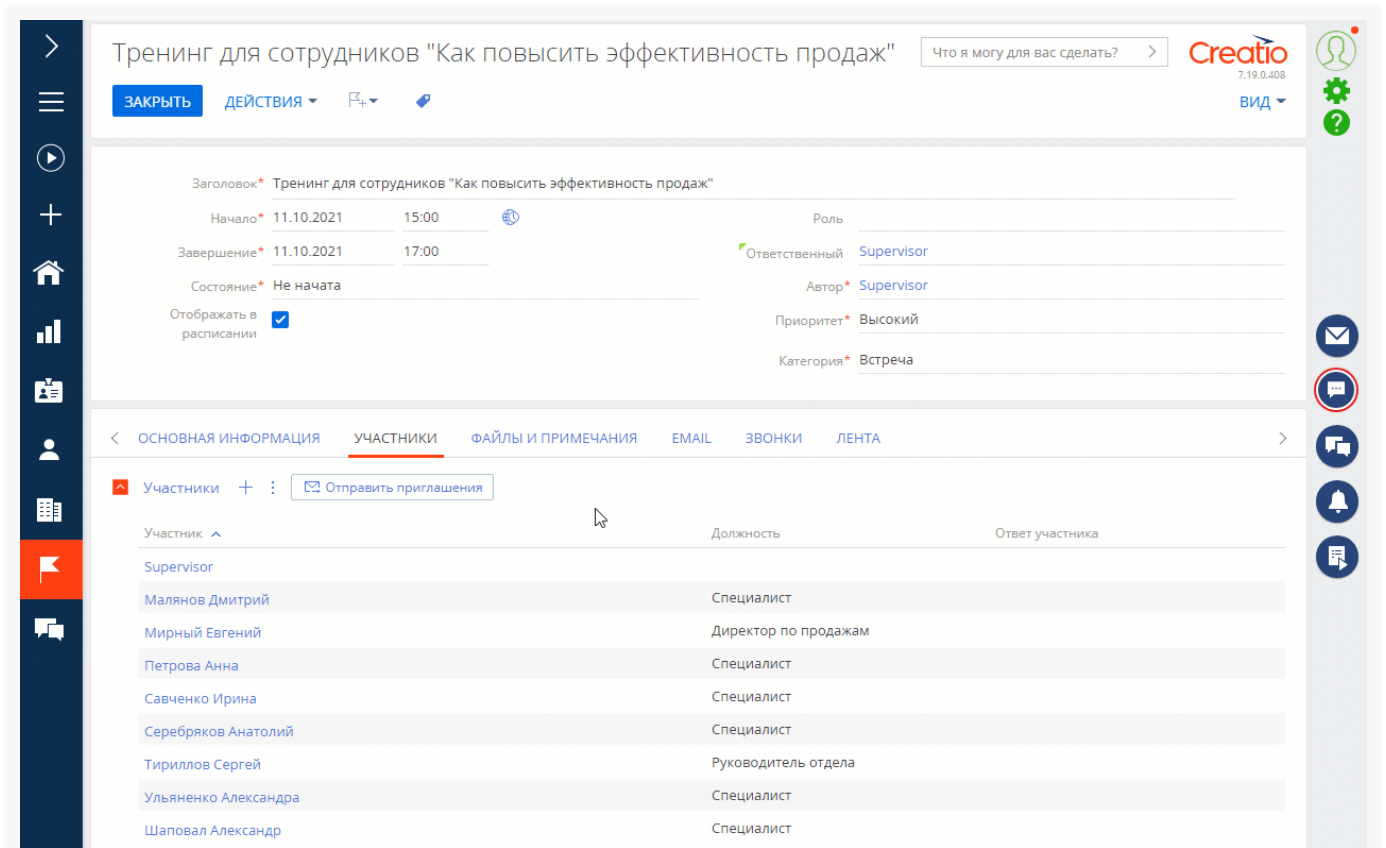 Тренинг для сотрудников "Как повысить эффективность продаж"
Что я могу для вас сделать?
Creatio
7.19.0.408
ЗАКРЫТЬ ДЕЙСТВИЯ ВИД
Заголовок* Тренинг для сотрудников "Как повысить эффективность продаж"
Начало* 11.10.2021 15:00 Роль
Завершение* 11.10.2021 17:00 Ответственный Supervisor
Состояние* Не начата Автор* Supervisor
Отображать в расписании Приоритет* Высокий
Категория* Встреча
ОСНОВНАЯ ИНФОРМАЦИЯ УЧАСТНИКИ ФАЙЛЫ И ПРИМЕЧАНИЯ EMAIL ЗВОНКИ ЛЕНТА
Участники Отправить приглашения
Участник Должность Ответ участника
Supervisor
Малянов Дмитрий Специалист
Мирный Евгений Директор по продажам
Петрова Анна Специалист
Савченко Ирина Специалист
Серебряков Анатолий Специалист
Тириллов Сергей Руководитель отдела
Ульяненко Александра Специалист
Шаповал Александр Специалист